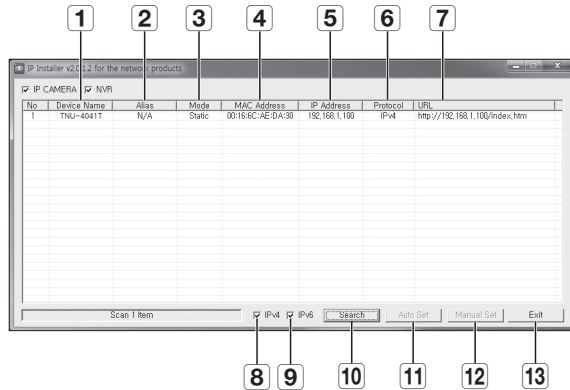 1 2 3 4 5 6 7
IP Installer v2.0.1.2 for the network products
IP CAMERA NVR
No Device Name Alias Mode MAC Address IP Address Protocol URL
1 TNU-4041T N/A Static 00:16:6C:AE:DA:30 192,168,1,100 IPv4 http://192,168,1,100/index,htm
Scan 1 Item IPv4 IPv6 Search Auto Set Manual Set Exit
8 9 10 11 12 13